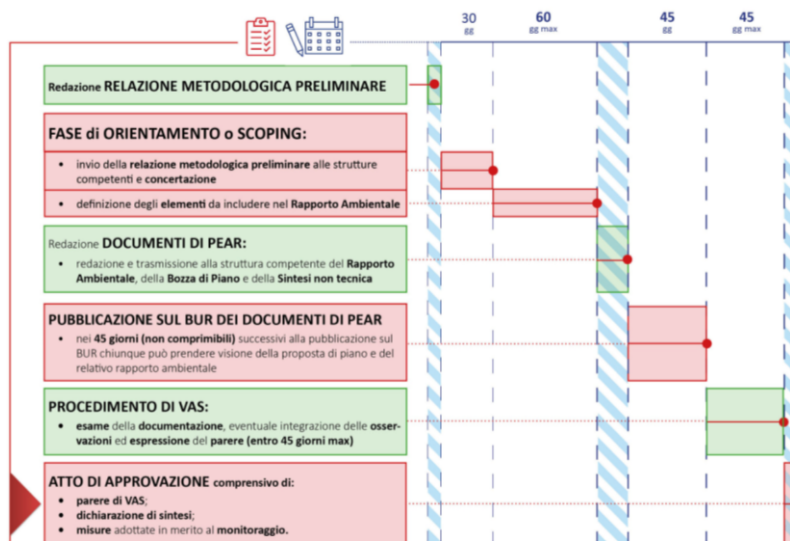 30 60 45 45
gg gg max gg gg max
Redazione RELAZIONE METODOLOGICA PRELIMINARE
FASE di ORIENTAMENTO o SCOPING:
• invio della relazione metodologica preliminare alle strutture
competenti e concertazione
• definizione degli elementi da includere nel Rapporto Ambientale
Redazione DOCUMENTI DI PEAR:
• redazione e trasmissione alla struttura competente del Rapporto
Ambientale, della Bozza di Piano e della Sintesi non tecnica
PUBBLICAZIONE SUL BUR DEI DOCUMENTI DI PEAR
• nei 45 giorni (non comprimibili) successivi alla pubblicazione sul
BUR chiunque può prendere visione della proposta di piano e del
relativo rapporto ambientale
PROCEDIMENTO DI VAS:
• esame della documentazione, eventuale integrazione delle osser-
vazioni ed espressione del parere (entro 45 giorni max)
ATTO DI APPROVAZIONE comprensivo di:
• parere di VAS;
• dichiarazione di sintesi;
• misure adottate in merito al monitoraggio.